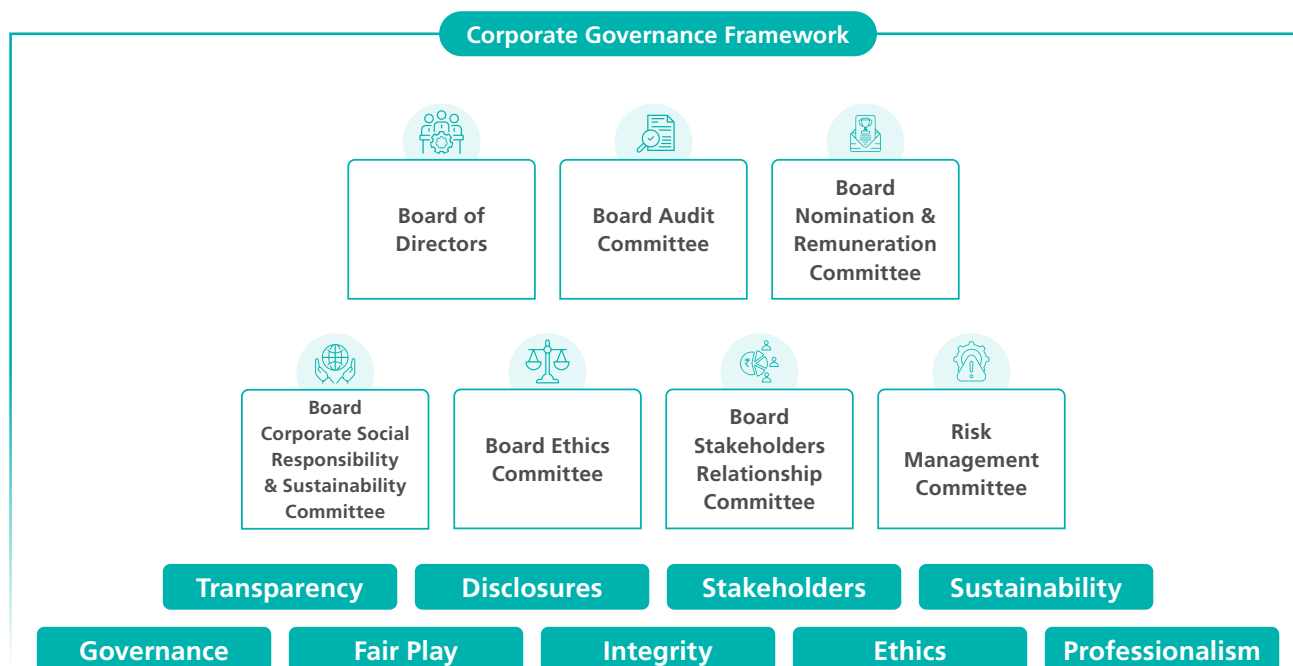 Corporate Governance Framework
Board of
Directors
Board Audit
Committee
Board
Nomination &
Remuneration
Committee
Board
Corporate Social
Responsibility
& Sustainability
Committee
Board Ethics
Committee
₹
Board
Stakeholders
Relationship
Committee
Risk
Management
Committee
Transparency
Disclosures
Stakeholders
Sustainability
Governance
Fair Play
Integrity
Ethics
Professionalism